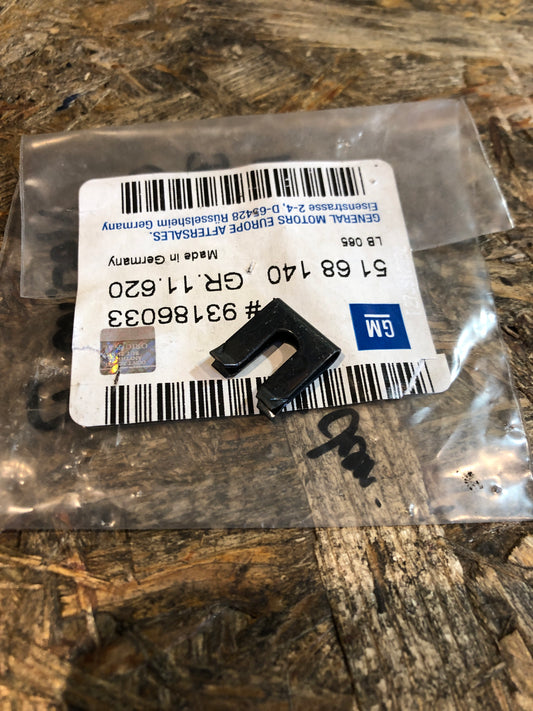 GM
# 93186033
51 68 140 GR.11.620
LB 065 Made in Germany
GENERAL MOTORS EUROPE AFTERSALES.
Eisenstrasse 2-4, D-65428 Rüsselsheim Germany